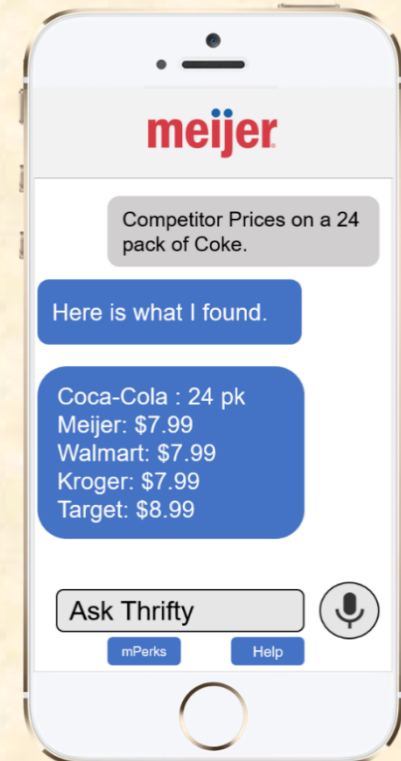 meijer
Competitor Prices on a 24
pack of Coke.
Here is what I found.
Coca-Cola : 24 pk
Meijer: $7.99
Walmart: $7.99
Kroger: $7.99
Target: $8.99
Ask Thrifty
mPerks
Help